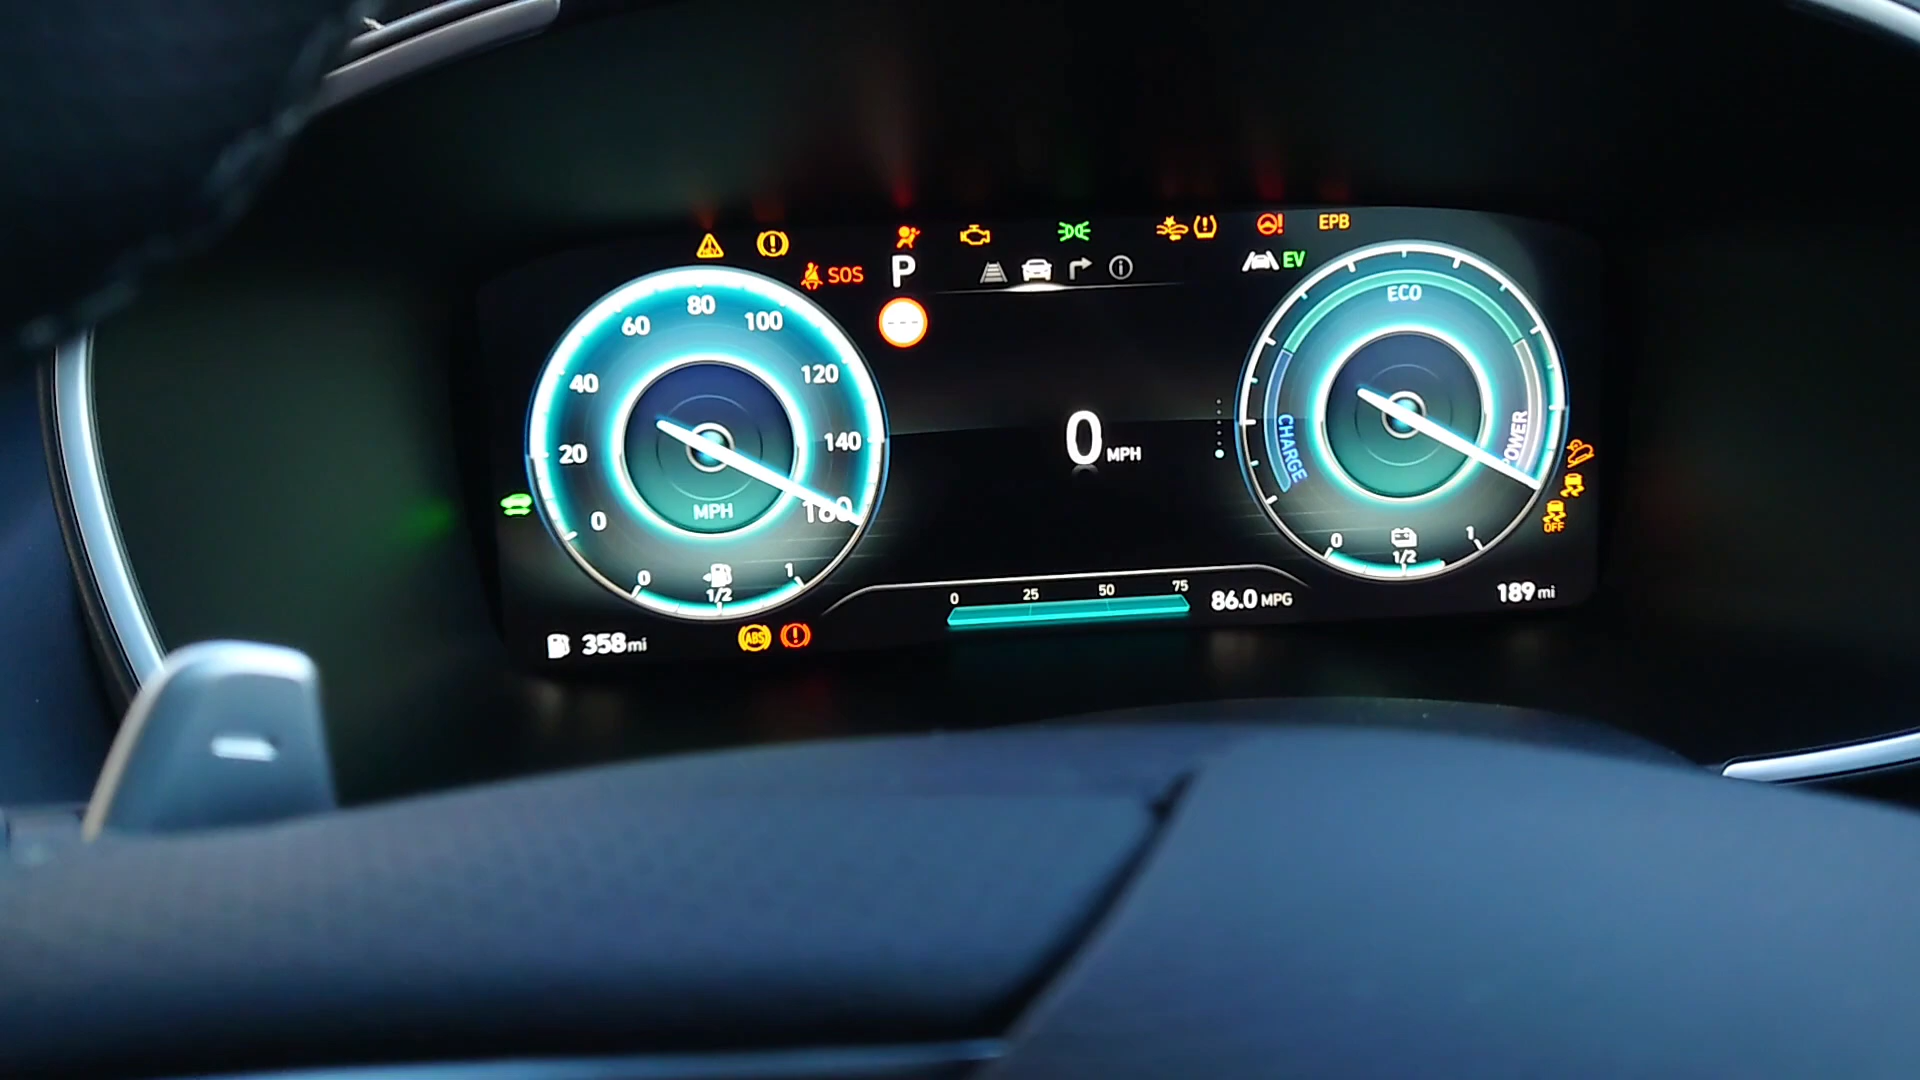 EPB
SOS
P
EV
---
80
60
100
40
120
20
140
0
160
MPH
0 MPH
ECO
CHARGE
POWER
0
1/2
1
0
1/2
1
0
25
50
75
86.0 MPG
189 mi
358 mi
ABS
OFF